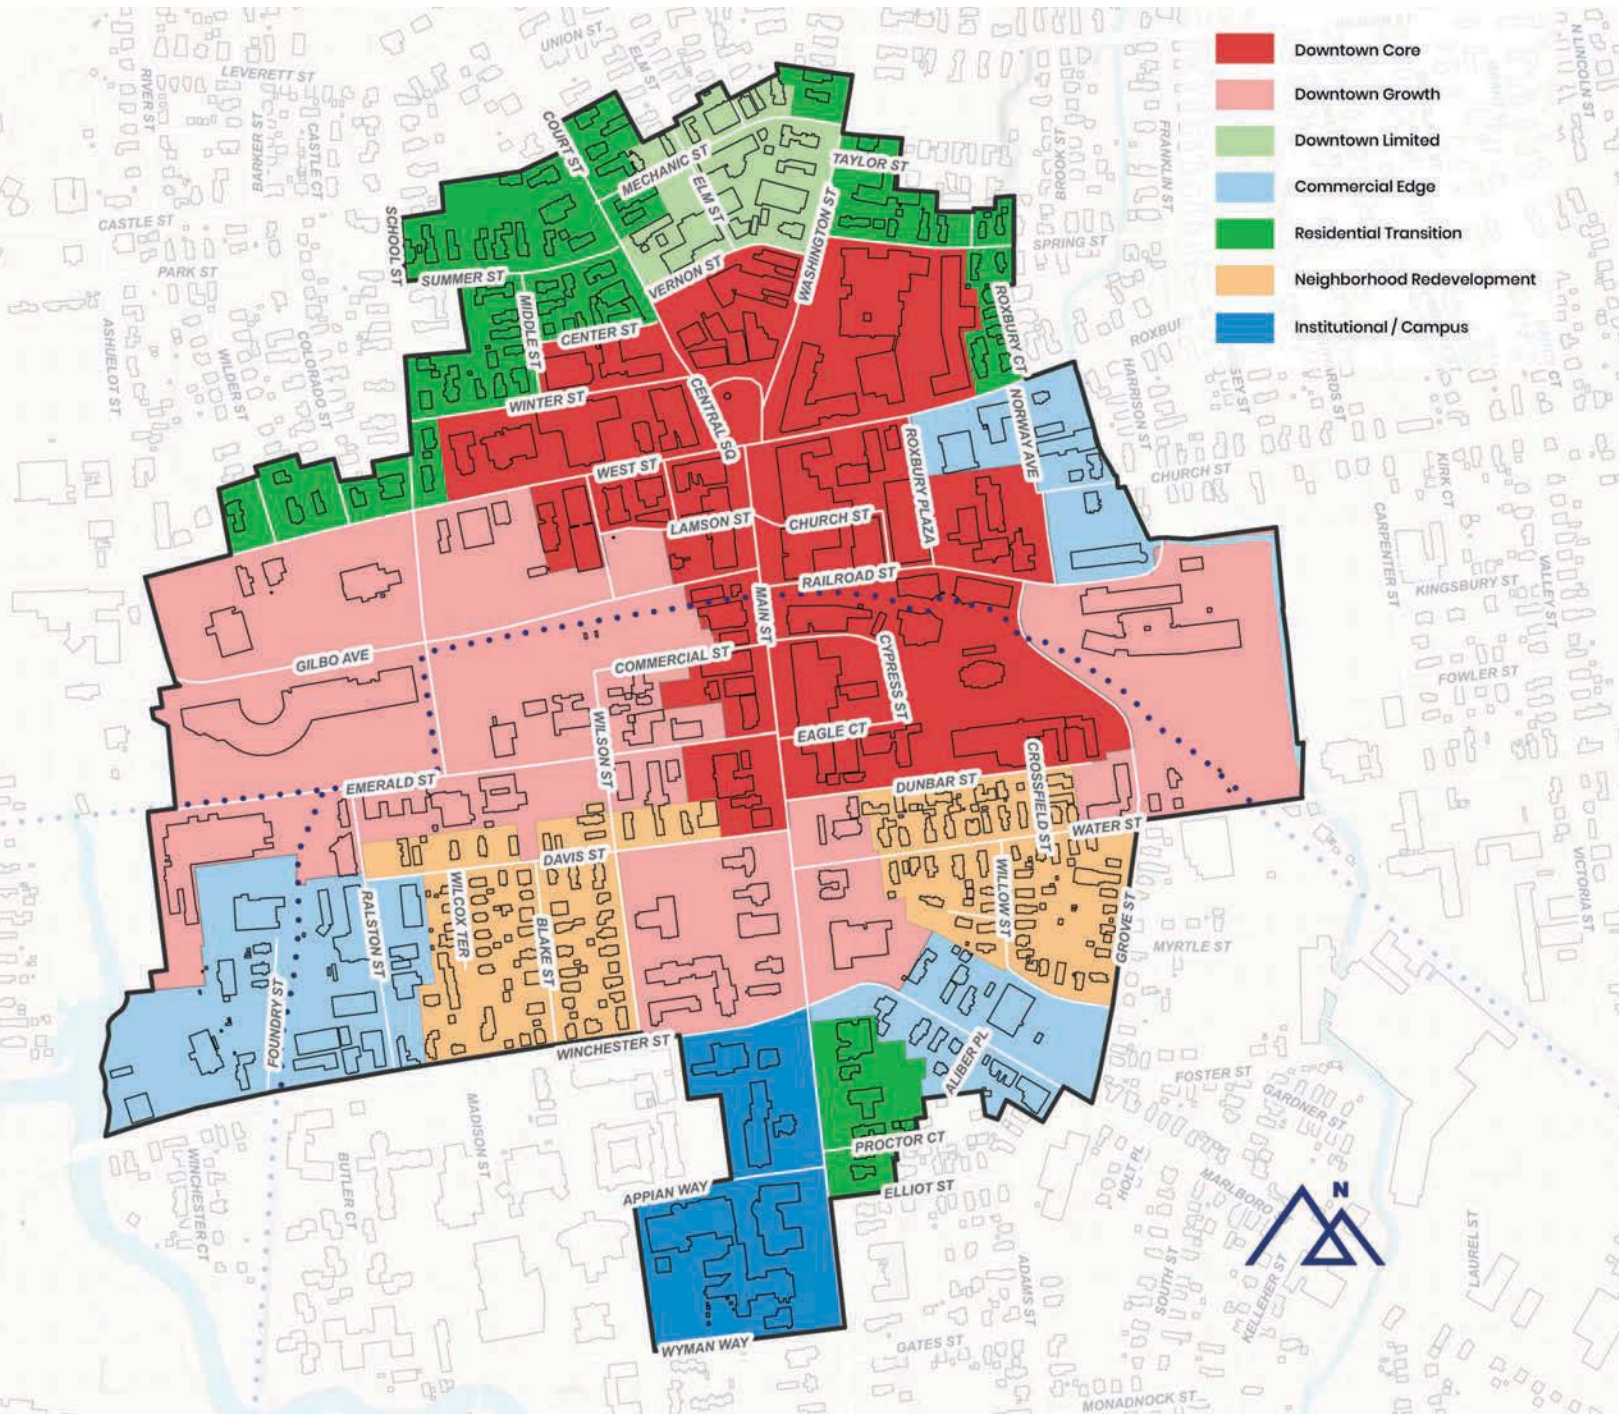 Downtown Core
Downtown Growth
Downtown Limited
Commercial Edge
Residential Transition
Neighborhood Redevelopment
Institutional / Campus
UNION ST
ELM ST
LEVERETT ST
RIVER ST
BARKER ST
CASTLE CT
COURT ST
N LINCOLN ST
BROOK ST
FRANKLIN ST
MECHANIC ST
TAYLOR ST
ELM ST
CASTLE ST
SCHOOL ST
WASHINGTON ST
SPRING ST
PARK ST
SUMMER ST
VERNON ST
MIDDLE ST
CENTER ST
ROXBURY CT
ASHUELOT ST
WILDER ST
COLORADO ST
HARRISON ST
WINTER ST
CENTRAL SQ
NORWAY AVE
ROXBURY PLAZA
WEST ST
CHURCH ST
KIRK CT
LAMSON ST
CHURCH ST
CARPENTER ST
RAILROAD ST
KINGSBURY ST
VALLEY ST
MAIN ST
GILBO AVE
COMMERCIAL ST
CYPRESS ST
FOWLER ST
WILSON ST
EAGLE CT
EMERALD ST
DUNBAR ST
CROSSFIELD ST
WATER ST
DAVIS ST
WILCOX TER
RALSTON ST
BLAKE ST
WILLOW ST
GROVE ST
VICTORIA ST
MYRTLE ST
FOUNDRY ST
WINCHESTER ST
ALIBER PL
FOSTER ST
GARDNER ST
MADISON ST
PROCTOR CT
HOLT PL
WINCHESTER CT
BUTLER CT
APPIAN WAY
ELLIOT ST
MARLBORO
N
LAUREL ST
ADAMS ST
SOUTH ST
KELLEHER ST
WYMAN WAY
GATES ST
MONADNOCK ST